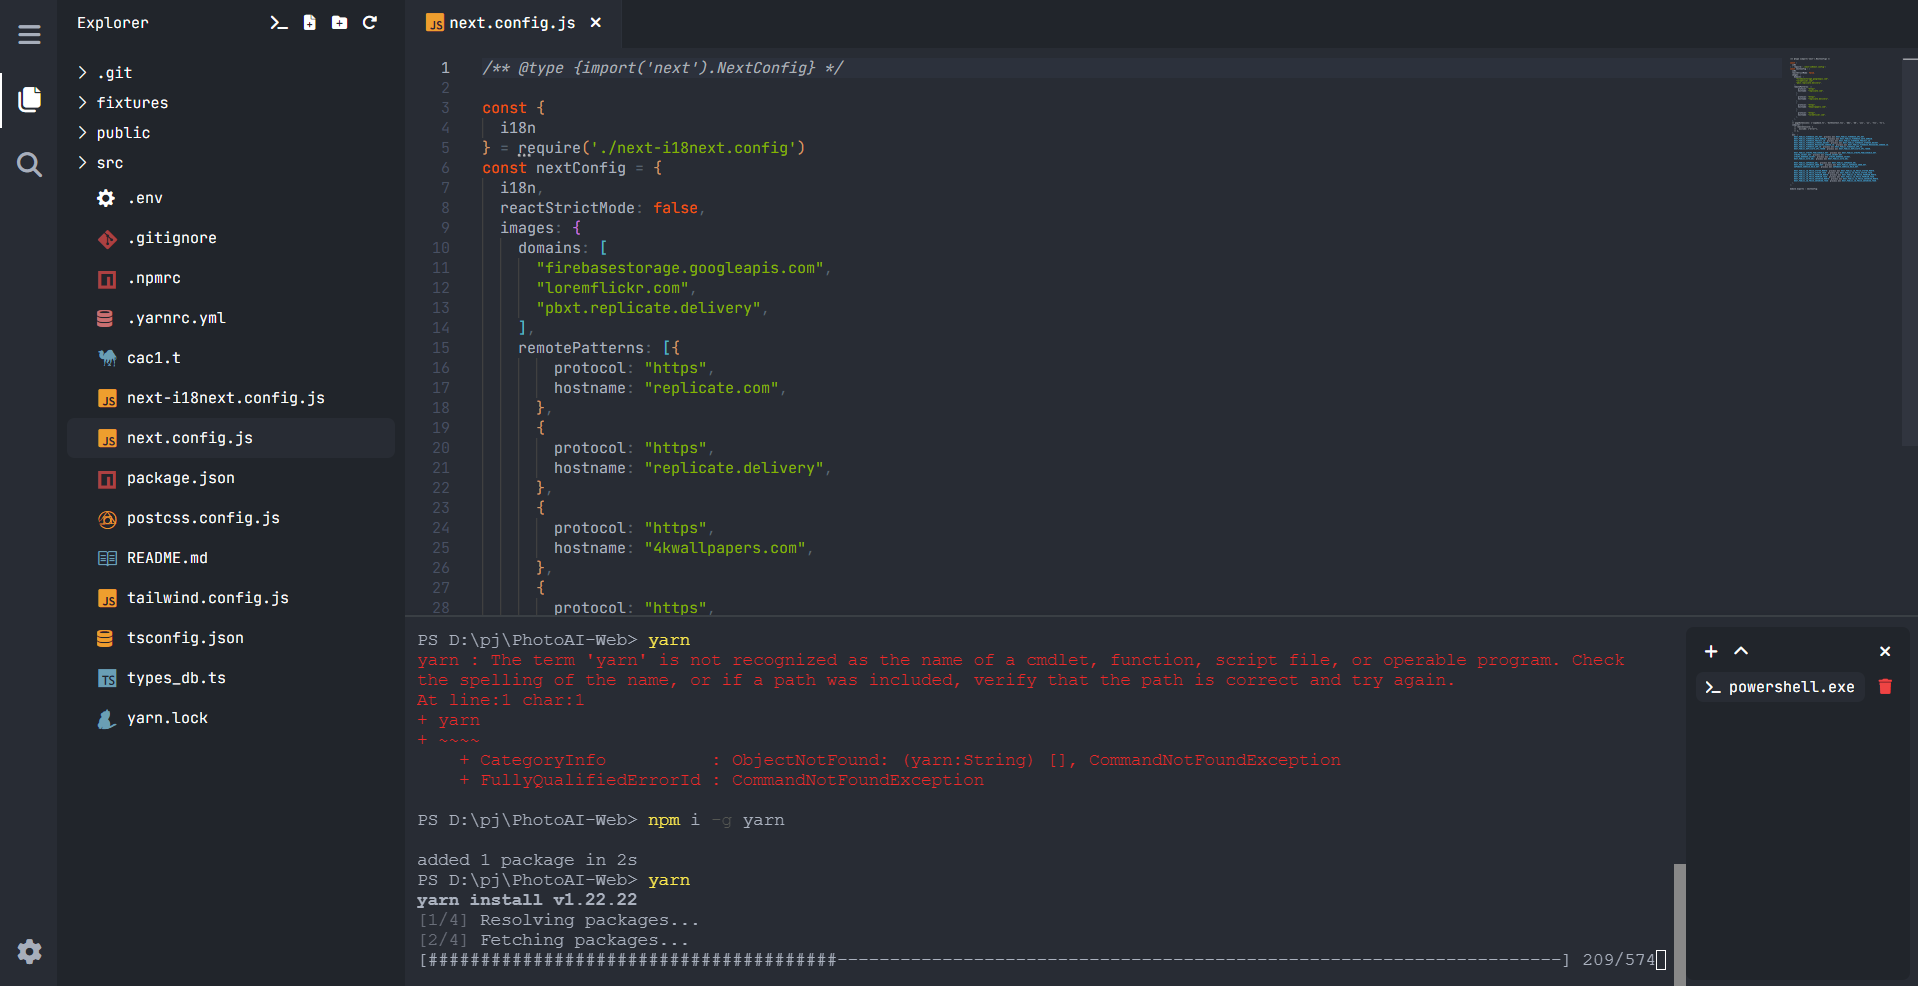 Explorer
.git
fixtures
public
src
.env
.gitignore
.npmrc
.yarnrc.yml
cac1.t
next-i18next.config.js
next.config.js
package.json
postcss.config.js
README.md
tailwind.config.js
tsconfig.json
types_db.ts
yarn.lock
JS next.config.js ×
1 /** @type {import('next').NextConfig} */
2
3 const {
4   i18n
5 } = require('./next-i18next.config')
6 const nextConfig = {
7   i18n,
8   reactStrictMode: false,
9   images: {
10     domains: [
11       "firebasestorage.googleapis.com",
12       "loremflickr.com",
13       "pbxt.replicate.delivery",
14     ],
15     remotePatterns: [{
16         protocol: "https",
17         hostname: "replicate.com",
18       },
19       {
20         protocol: "https",
21         hostname: "replicate.delivery",
22       },
23       {
24         protocol: "https",
25         hostname: "4kwallpapers.com",
26       },
27       {
28         protocol: "https",
PS D:\pj\PhotoAI-Web> yarn
yarn : The term 'yarn' is not recognized as the name of a cmdlet, function, script file, or operable program. Check
the spelling of the name, or if a path was included, verify that the path is correct and try again.
At line:1 char:1
+ yarn
+ ~~~~
    + CategoryInfo          : ObjectNotFound: (yarn:String) [], CommandNotFoundException
    + FullyQualifiedErrorId : CommandNotFoundException
PS D:\pj\PhotoAI-Web> npm i -g yarn
added 1 package in 2s
PS D:\pj\PhotoAI-Web> yarn
yarn install v1.22.22
[1/4] Resolving packages...
[2/4] Fetching packages...
[#######################################---------------------------------------------------------------------] 209/574
powershell.exe